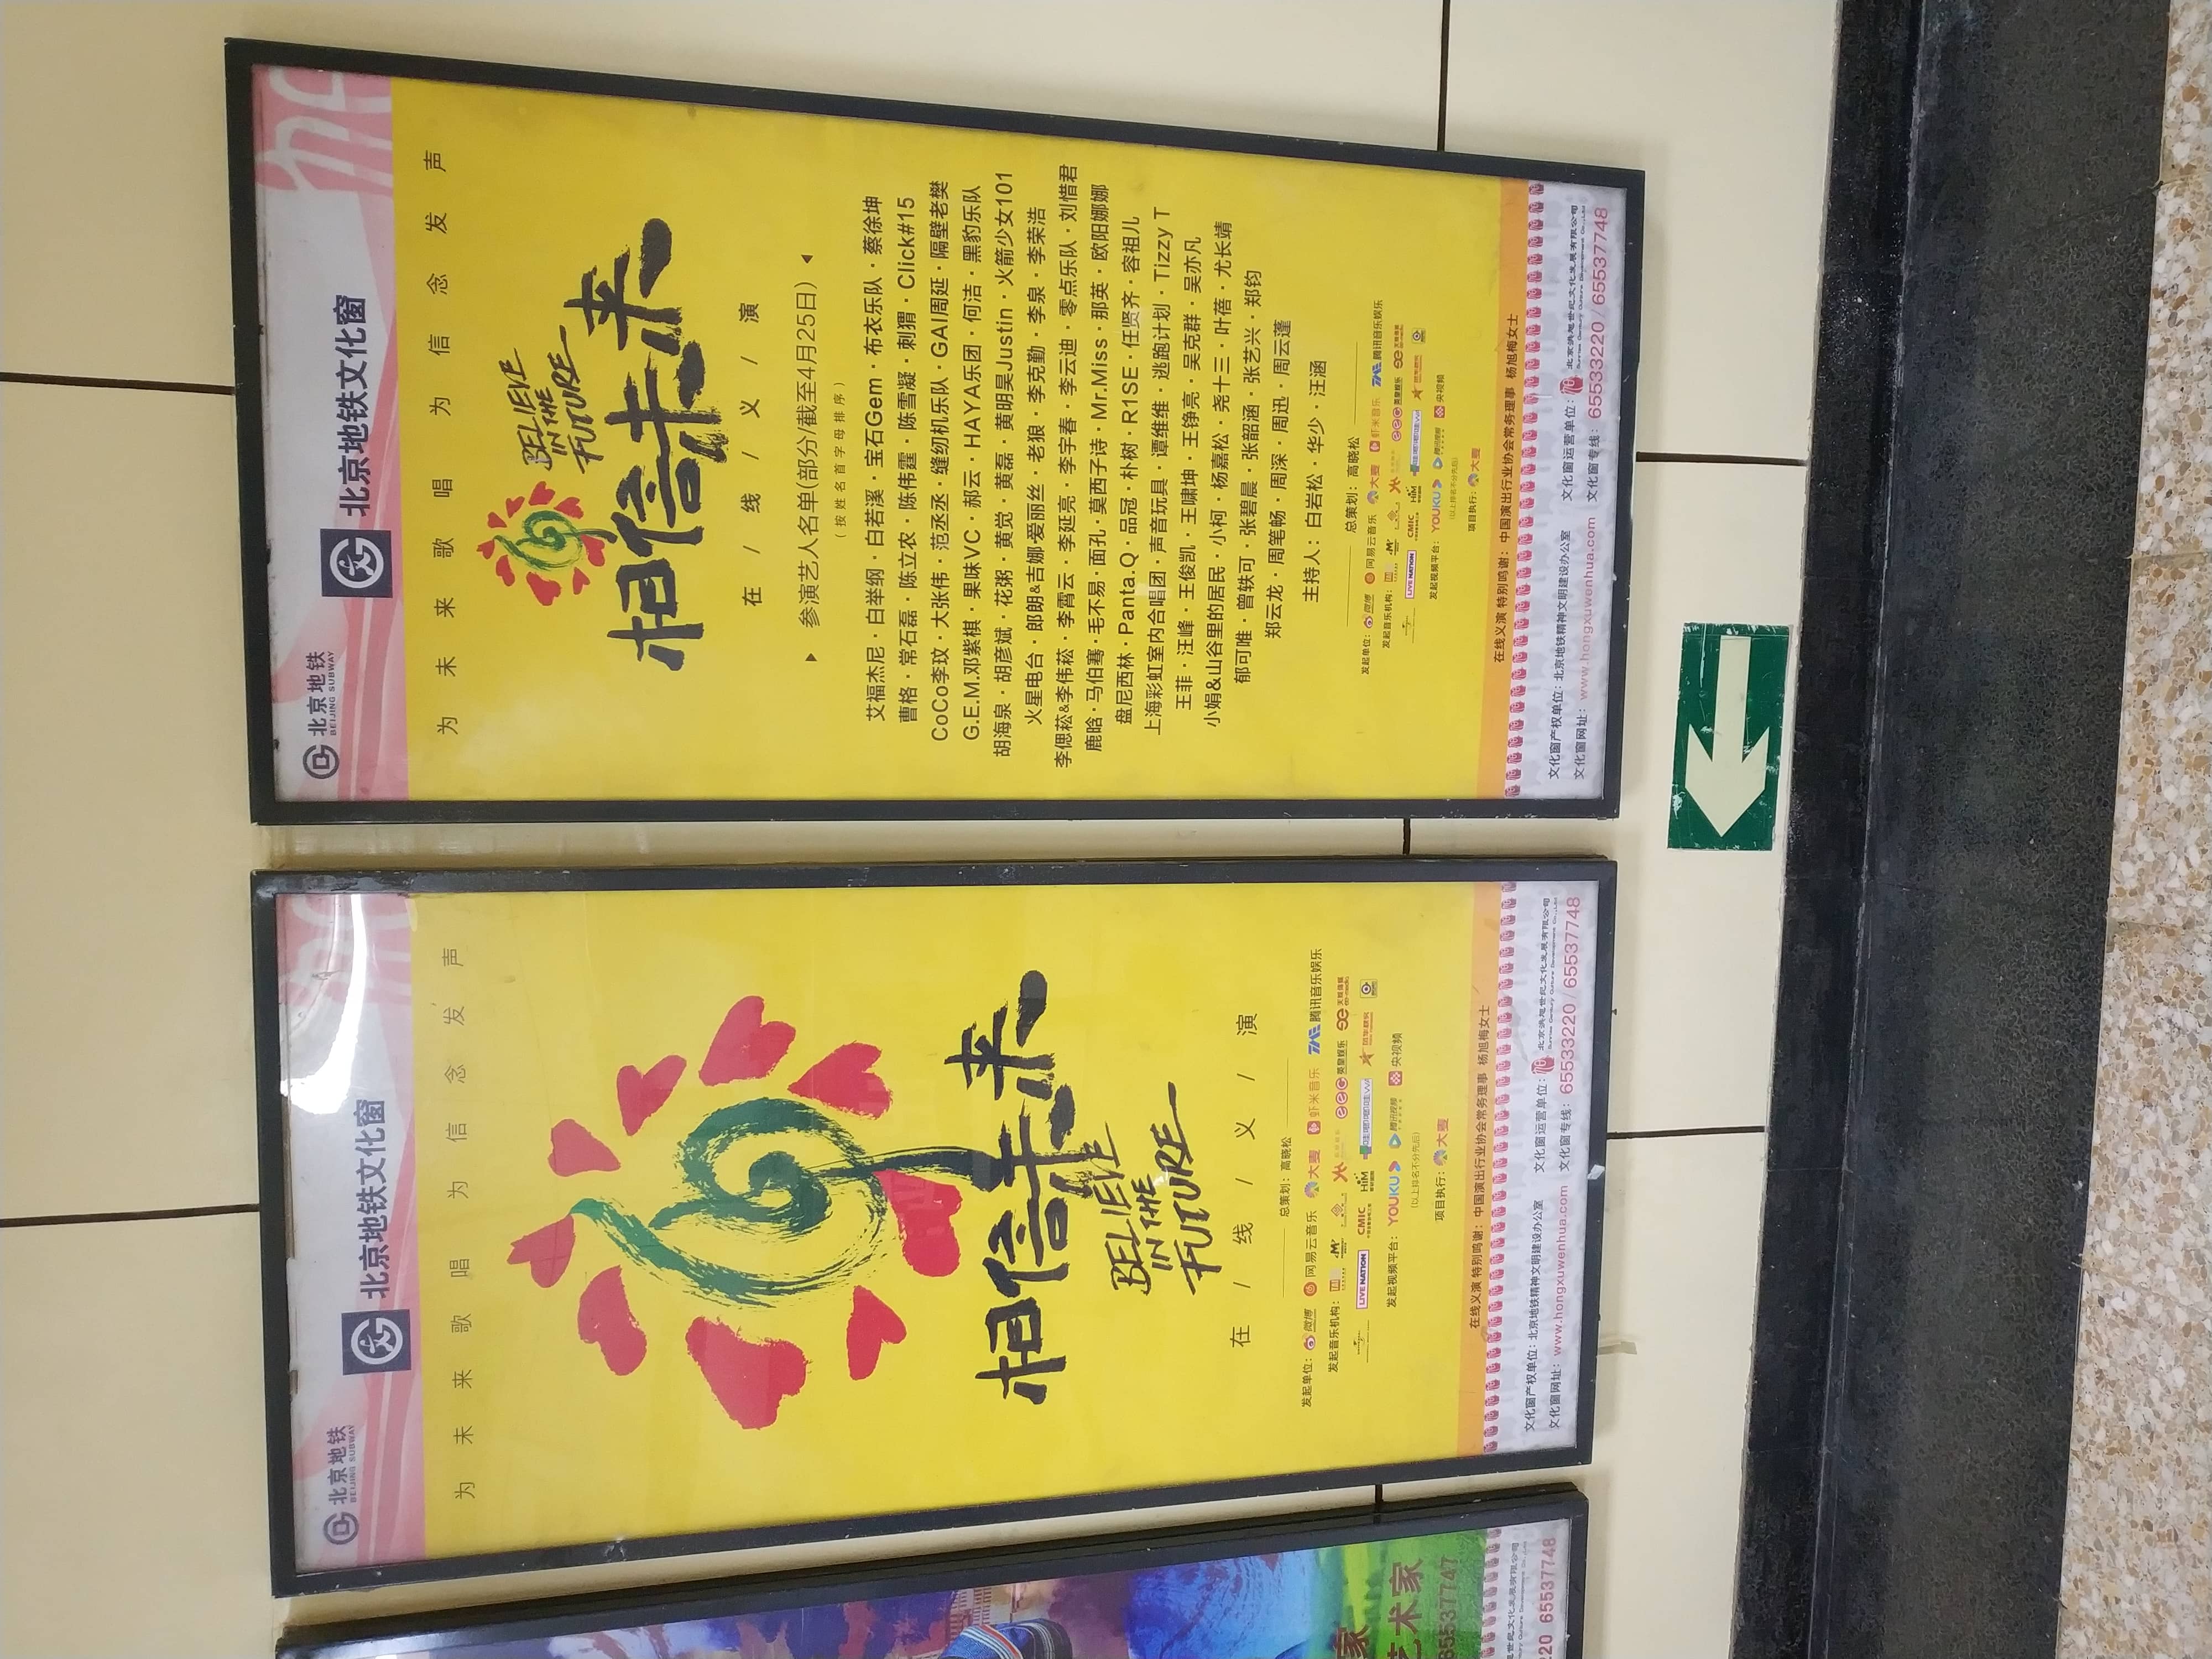 家
艺术家
65537747
220 65537748
北京地铁
BEIJING SUBWAY
北京地铁文化窗
为未来歌唱 为信念发声
相信未来
BELIEVE
IN THE
FUTURE
在/线/义/演
总策划：高晓松
发起单位：微博 网易云音乐 大麦 虾米音乐 TME腾讯音乐娱乐
发起音乐机构： eec英皇娱乐 ee-media 天娱传媒
LIVE NATION CMIC HIM
发起视频平台：YOUKU 腾讯视频 央视频
(以上排名不分先后)
项目执行：大麦
在线义演 特别鸣谢：中国演出行业协会常务理事 杨旭梅女士
文化窗产权单位：北京地铁精神文明建设办公室 文化窗运营单位：北京洪旭世纪文化发展有限公司
文化窗网址：www.hongxuwenhua.com 文化窗专线：65533220/65537748
北京地铁
BEIJING SUBWAY
北京地铁文化窗
为未来歌唱 为信念发声
BELIEVE
IN THE
FUTURE
相信未来
在/线/义/演
参演艺人名单(部分/截至4月25日)
(按姓名首字母排序)
艾福杰尼·白举纲·白若溪·宝石Gem·布衣乐队·蔡徐坤
曹格·常石磊·陈立农·陈伟霆·陈雪凝·刺猬·Click#15
CoCo李玟·大张伟·范丞丞·缝纫机乐队·GAI周延·隔壁老樊
G.E.M.邓紫棋·果味VC·郝云·HAYA乐团·何洁·黑豹乐队
胡海泉·胡彦斌·花粥·黄觉·黄磊·黄明昊Justin·火箭少女101
火星电台·郎朗&吉娜·爱丽丝·老狼·李克勤·李泉·李荣浩
李偲菘&李伟菘·李霄云·李延亮·李宇春·李云迪·零点乐队·刘惜君
鹿晗·马伯骞·毛不易·面孔·莫西子诗·Mr.Miss·那英·欧阳娜娜
盘尼西林·Panta.Q·品冠·朴树·R1SE·任贤齐·容祖儿
上海彩虹室内合唱团·声音玩具·谭维维·逃跑计划·Tizzy T
王菲·汪峰·王俊凯·王啸坤·王铮亮·吴克群·吴亦凡
小娟&山谷里的居民·小柯·杨嘉松·尧十三·叶蓓·尤长靖
郁可唯·曾轶可·张碧晨·张韶涵·张艺兴·郑钧
郑云龙·周笔畅·周深·周迅·周云蓬
主持人：白岩松·华少·汪涵
总策划：高晓松
发起单位：微博 网易云音乐 大麦 虾米音乐 TME腾讯音乐娱乐
发起音乐机构： eec英皇娱乐
LIVE NATION CMIC HIM
发起视频平台：YOUKU 腾讯视频 央视频
(以上排名不分先后)
项目执行：大麦
在线义演 特别鸣谢：中国演出行业协会常务理事 杨旭梅女士
文化窗产权单位：北京地铁精神文明建设办公室 文化窗运营单位：北京洪旭世纪文化发展有限公司
文化窗网址：www.hongxuwenhua.com 文化窗专线：65533220/65537748